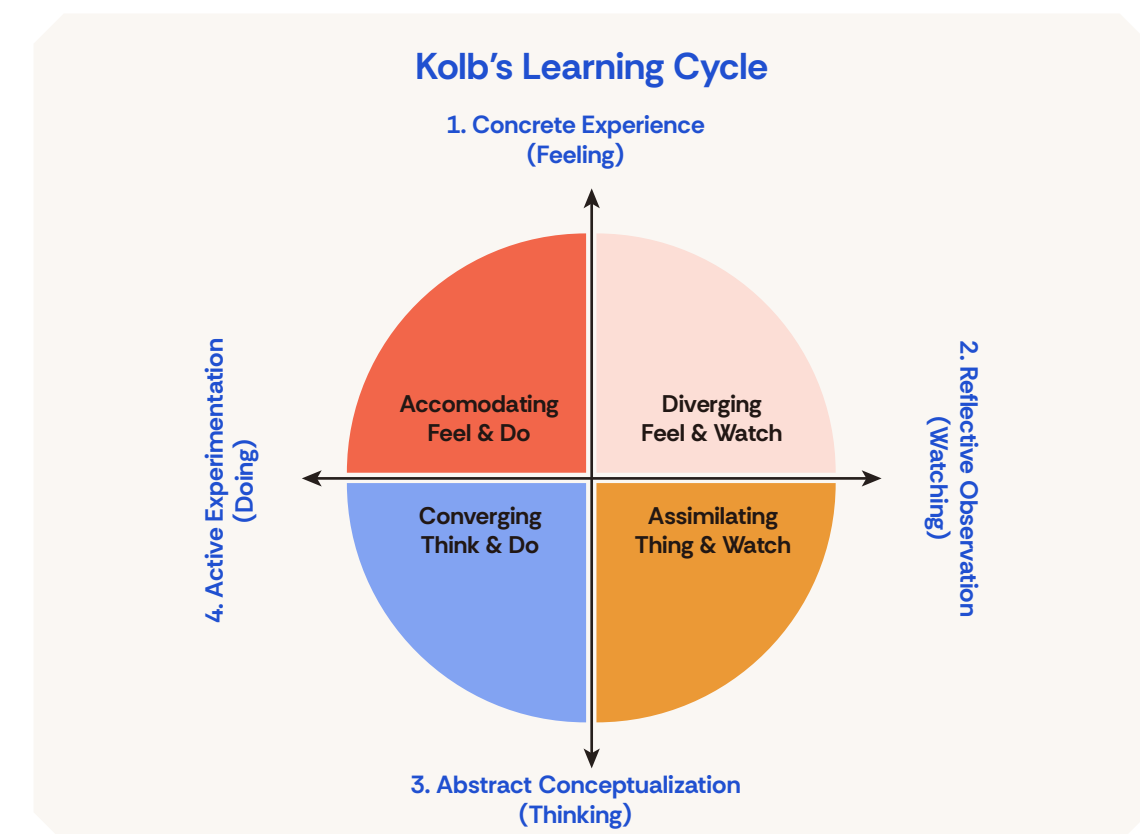 Kolb’s Learning Cycle
1. Concrete Experience
(Feeling)
Accomodating
Feel & Do
Diverging
Feel & Watch
4. Active Experimentation
(Doing)
2. Reflective Observation
(Watching)
Converging
Think & Do
Assimilating
Thing & Watch
3. Abstract Conceptualization
(Thinking)